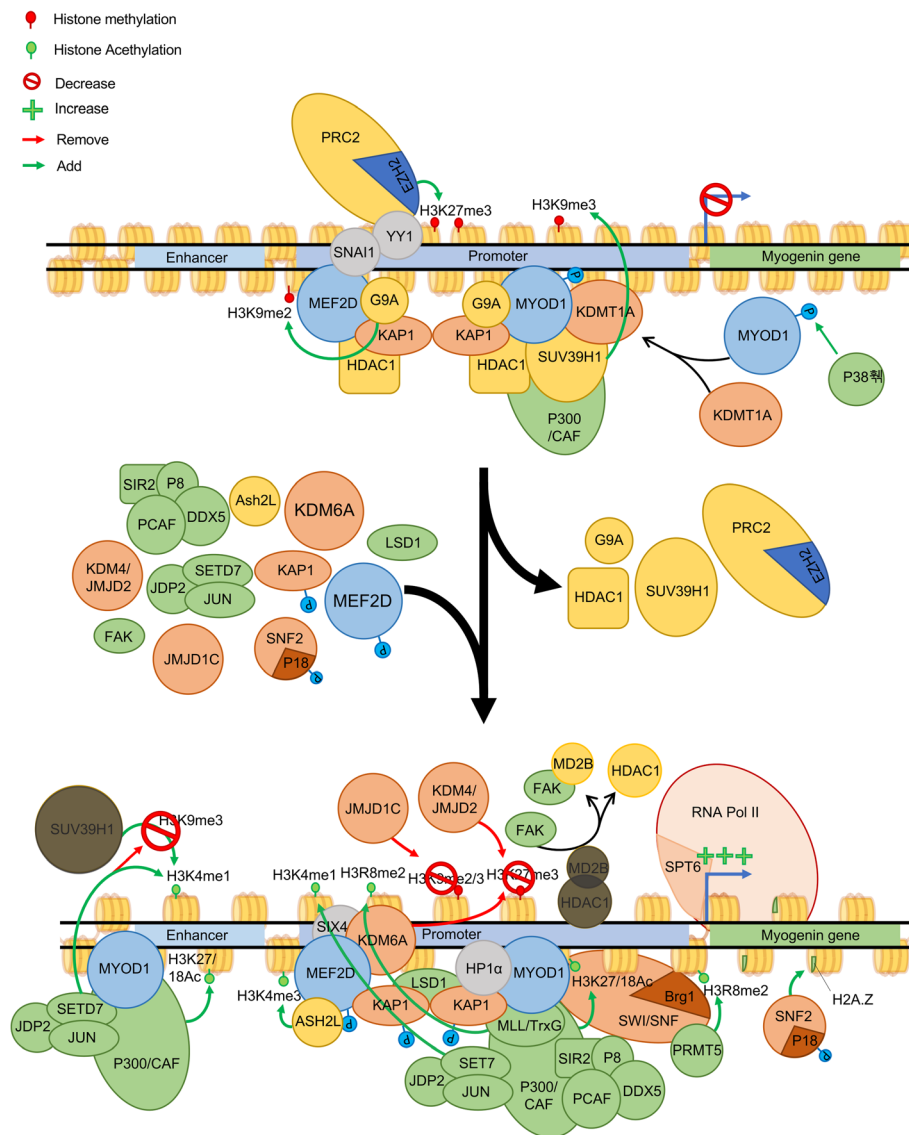 Histone methylation
Histone Acethylation
Decrease
Increase
Remove
Add
PRC2
EZH2
H3K27me3
H3K9me3
YY1
SNAI1
Enhancer
Promoter
Myogenin gene
H3K9me2
MEF2D
G9A
KAP1
HDAC1
G9A
MYOD1
P
KDMT1A
KAP1
HDAC1
SUV39H1
P300
/CAF
MYOD1
P
KDMT1A
P38훾
SIR2
P8
PCAF
DDX5
Ash2L
KDM6A
LSD1
KDM4/
JMJD2
JDP2
SETD7
JUN
KAP1
P
MEF2D
P
FAK
JMJD1C
SNF2
P18
P
G9A
HDAC1
SUV39H1
PRC2
EZH2
SUV39H1
H3K9me3
H3K4me1
JMJD1C
KDM4/
JMJD2
MD2B
FAK
HDAC1
FAK
MD2B
HDAC1
RNA Pol II
SPT6
H3K4me1
H3R8me2
H3K9me2/3
H3K27me3
Enhancer
SIX4
KDM6A
Promoter
Myogenin gene
MYOD1
H3K27/
18Ac
MEF2D
H3K4me3
ASH2L
P
KAP1
P
LSD1
KAP1
P
HP1α
MYOD1
H3K27/18Ac
Brg1
SWI/SNF
H3R8me2
PRMT5
H2A.Z
SNF2
P18
P
SETD7
JDP2
JUN
P300/CAF
MLL/TrxG
SET7
JDP2
JUN
P300/
CAF
SIR2
P8
PCAF
DDX5